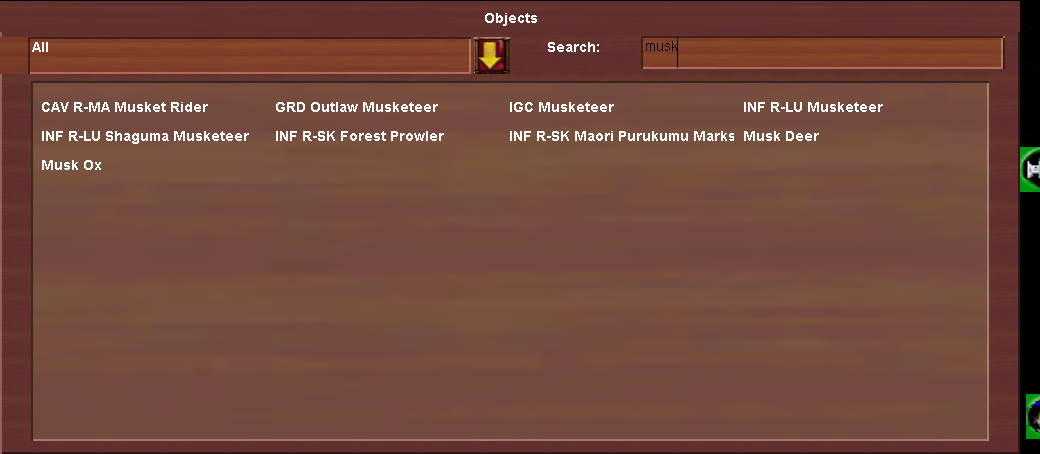 Objects
All
Search: musk
CAV R-MA Musket Rider GRD Outlaw Musketeer IGC Musketeer INF R-LU Musketeer
INF R-LU Shaguma Musketeer INF R-SK Forest Prowler INF R-SK Maori Purukumu Marks Musk Deer
Musk Ox